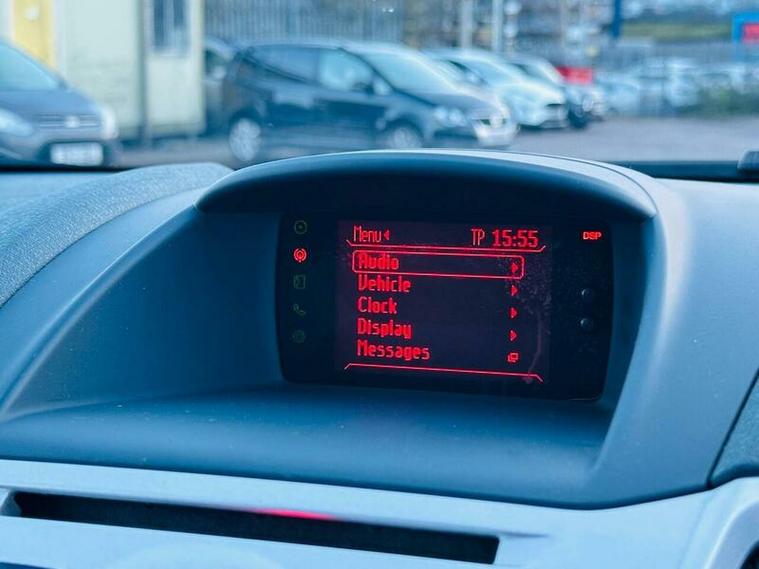 Menu
TP 15:55
DSP
Audio
Vehicle
Clock
Display
Messages